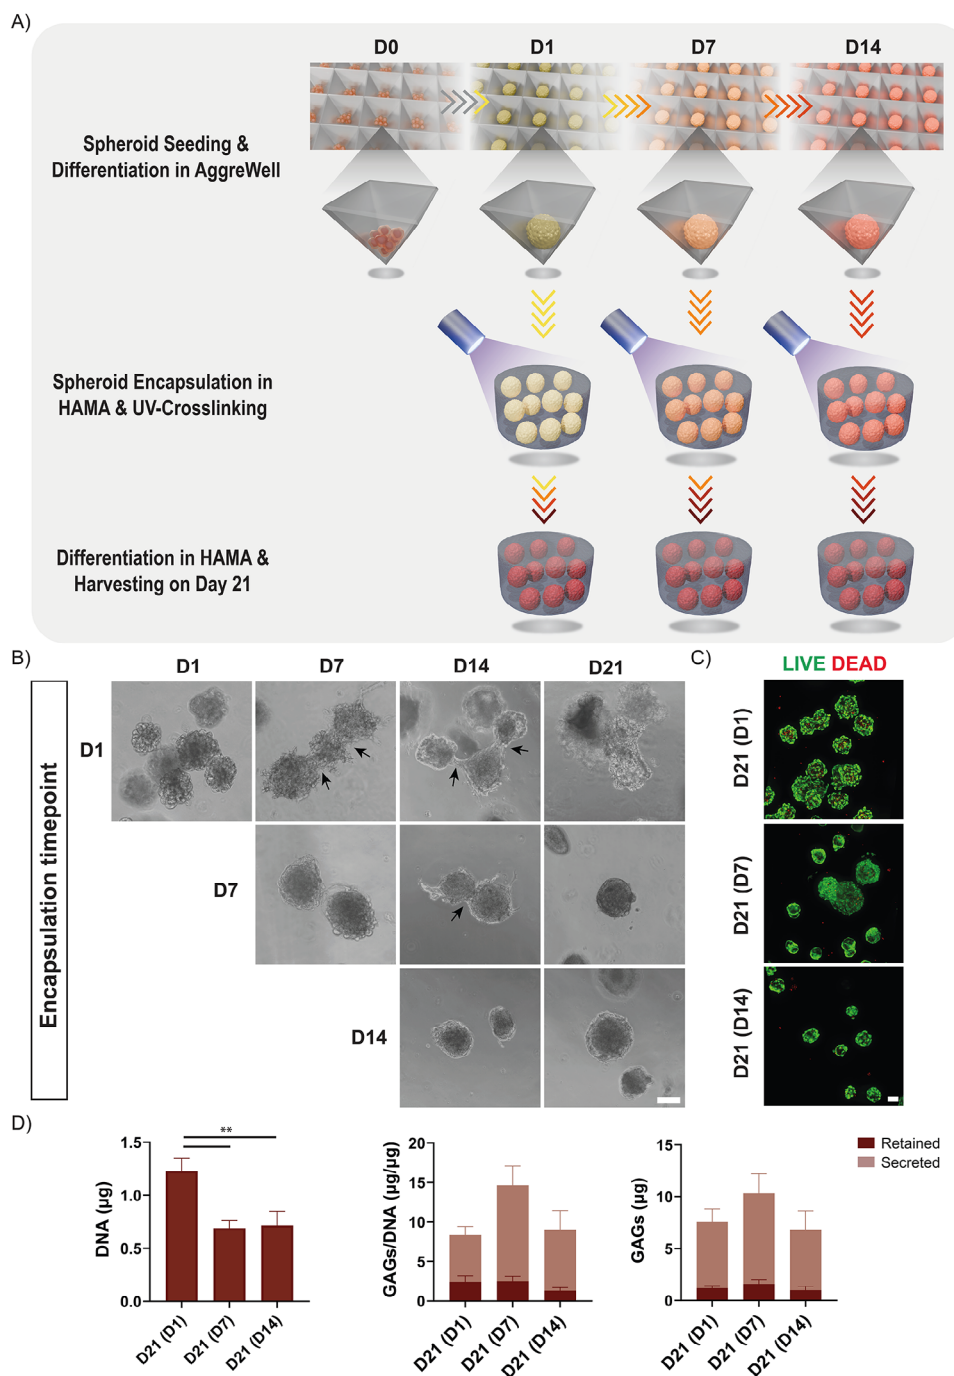 A)
D0 D1 D7 D14
Spheroid Seeding &
Differentiation in AggreWell
Spheroid Encapsulation in
HAMA & UV-Crosslinking
Differentiation in HAMA &
Harvesting on Day 21
B)
D1 D7 D14 D21
Encapsulation timepoint
D1
D7
D14
C)
LIVE DEAD
D21 (D1)
D21 (D7)
D21 (D14)
D)
**
DNA (µg)
1.5
1.0
0.5
0.0
D21 (D1)
D21 (D7)
D21 (D14)
GAGs/DNA (µg/µg)
20
15
10
5
0
D21 (D1)
D21 (D7)
D21 (D14)
GAGs (µg)
15
10
5
0
D21 (D1)
D21 (D7)
D21 (D14)
Retained
Secreted